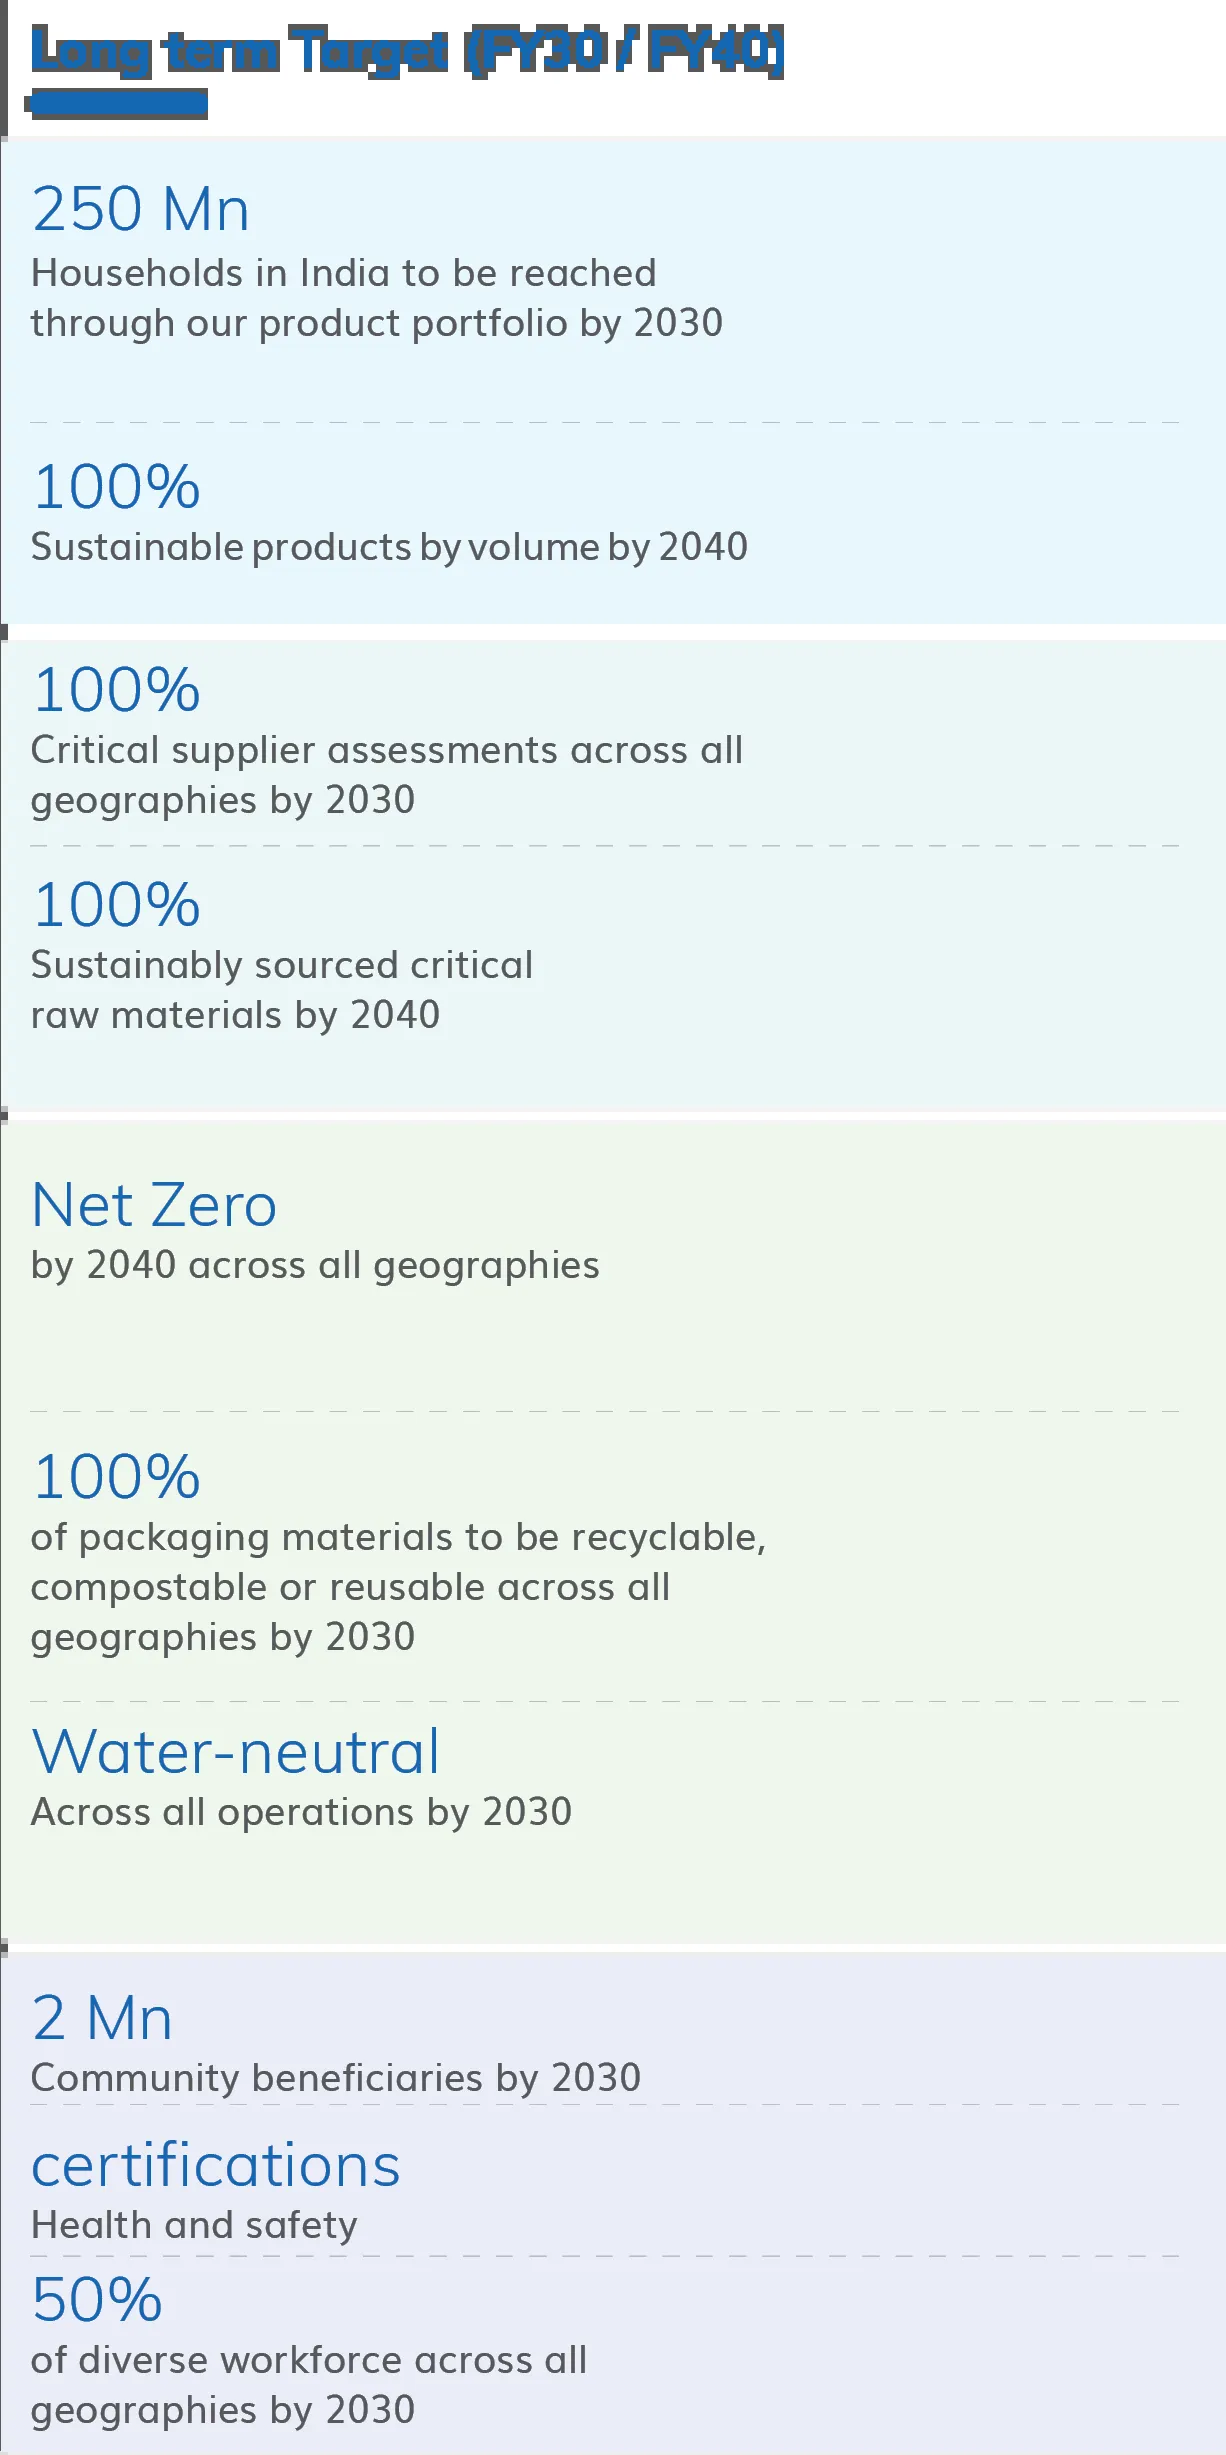 Long term Target (FY30 / FY40)
250 Mn
Households in India to be reached
through our product portfolio by 2030
100%
Sustainable products by volume by 2040
100%
Critical supplier assessments across all
geographies by 2030
100%
Sustainably sourced critical
raw materials by 2040
Net Zero
by 2040 across all geographies
100%
of packaging materials to be recyclable,
compostable or reusable across all
geographies by 2030
Water-neutral
Across all operations by 2030
2 Mn
Community beneficiaries by 2030
certifications
Health and safety
50%
of diverse workforce across all
geographies by 2030